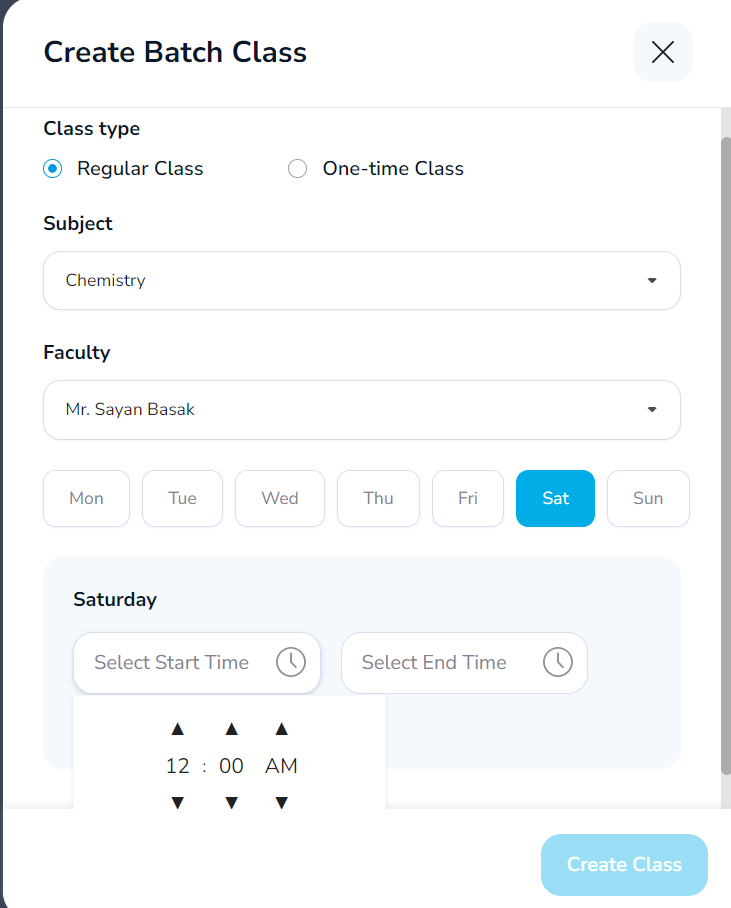 Create Batch Class
Class type
Regular Class One-time Class
Subject
Chemistry
Faculty
Mr. Sayan Basak
Mon Tue Wed Thu Fri Sat Sun
Saturday
Select Start Time Select End Time
12 : 00 AM
Create Class